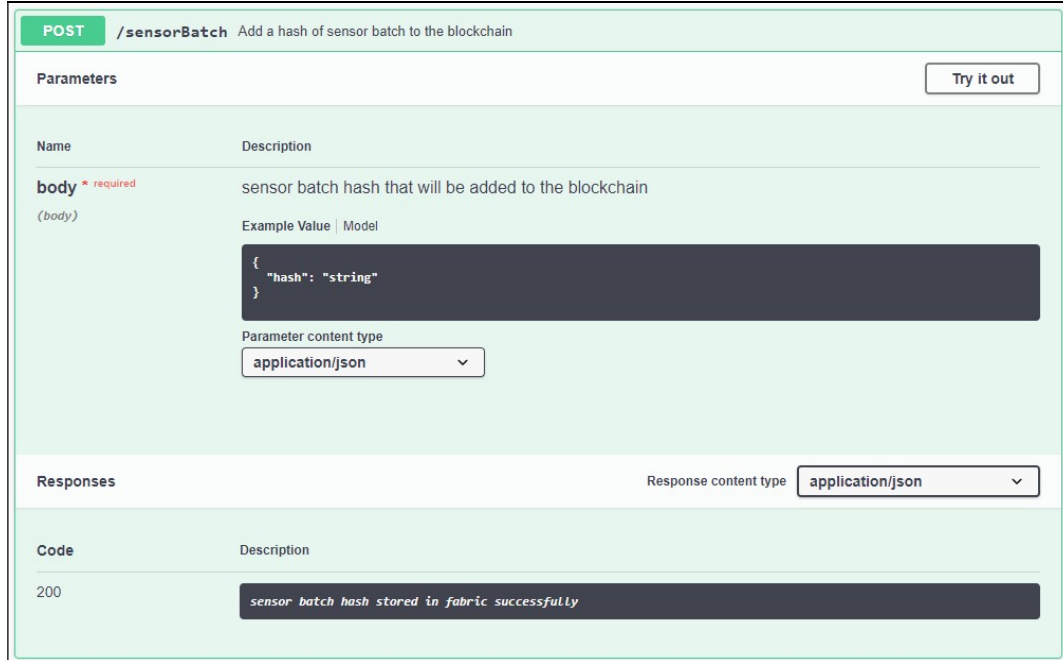 POST /sensorBatch Add a hash of sensor batch to the blockchain
Parameters Try it out
Name Description
body * required sensor batch hash that will be added to the blockchain
(body)
Example Value Model
{
"hash": "string"
}
Parameter content type
application/json
Responses Response content type application/json
Code Description
200 sensor batch hash stored in fabric successfully